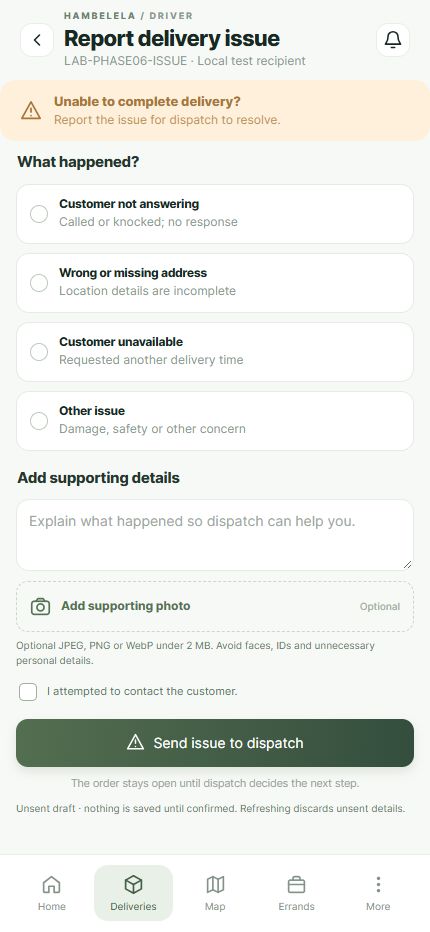 HAMBELELA / DRIVER
Report delivery issue
LAB-PHASE06-ISSUE · Local test recipient
Unable to complete delivery?
Report the issue for dispatch to resolve.
What happened?
Customer not answering
Called or knocked; no response
Wrong or missing address
Location details are incomplete
Customer unavailable
Requested another delivery time
Other issue
Damage, safety or other concern
Add supporting details
Explain what happened so dispatch can help you.
Add supporting photo Optional
Optional JPEG, PNG or WebP under 2 MB. Avoid faces, IDs and unnecessary
personal details.
I attempted to contact the customer.
Send issue to dispatch
The order stays open until dispatch decides the next step.
Unsent draft · nothing is saved until confirmed. Refreshing discards unsent details.
Home Deliveries Map Errands More